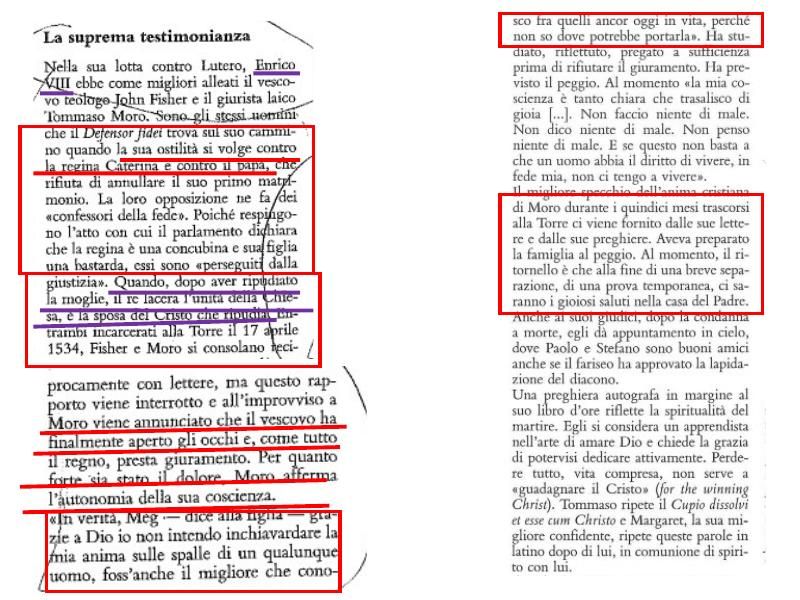 La suprema testimonianza
Nella sua lotta contro Lutero, Enrico
VIII ebbe come migliori alleati il vesco-
vo teologo John Fisher e il giurista laico
Tommaso Moro. Sono gli stessi uomini
che il Defensor fidei trova sul suo cammi-
no quando la sua ostilità si volge contro
la regina Caterina e contro il papa, che
rifiuta di annullare il suo primo matri-
monio. La loro opposizione ne fa dei
«confessori della fede». Poiché respingo-
no l'atto con cui il parlamento dichiara
che la regina è una concubina e sua figlia
una bastarda, essi sono «perseguiti dalla
giustizia». Quando, dopo aver ripudiato
la moglie, il re lacera l'unità della Chie-
sa, è la sposa del Cristo che ripudia. En-
trambi incarcerati alla Torre il 17 aprile
1534, Fisher e Moro si consolano reci-
procamente con lettere, ma questo rap-
porto viene interrotto e all'improvviso a
Moro viene annunciato che il vescovo ha
finalmente aperto gli occhi e, come tutto
il regno, presta giuramento. Per quanto
forte sia stato il dolore, Moro afferma
l'autonomia della sua coscienza.
«In verità, Meg — dice alla figlia — gra-
zie a Dio io non intendo inchiavardare la
mia anima sulle spalle di un qualunque
uomo, foss'anche il migliore che cono-
sco fra quelli ancor oggi in vita, perché
non so dove potrebbe portarla». Ha stu-
diato, riflettuto, pregato a sufficienza
prima di rifiutare il giuramento. Ha pre-
visto il peggio. Al momento «la mia co-
scienza è tanto chiara che trasalisco di
gioia [...]. Non faccio niente di male.
Non dico niente di male. Non penso
niente di male. E se questo non basta a
che un uomo abbia il diritto di vivere, in
fede mia, non ci tengo a vivere».
Il migliore specchio dell'anima cristiana
di Moro durante i quindici mesi trascorsi
alla Torre ci viene fornito dalle sue lette-
re e dalle sue preghiere. Aveva preparato
la famiglia al peggio. Al momento, il ri-
tornello è che alla fine di una breve sepa-
razione, di una prova temporanea, ci sa-
ranno i gioiosi saluti nella casa del Padre.
Anche ai suoi giudici, dopo la condanna
a morte, egli dà appuntamento in cielo,
dove Paolo e Stefano sono buoni amici
anche se il fariseo ha approvato la lapida-
zione del diacono.
Una preghiera autografa in margine al
suo libro d'ore riflette la spiritualità del
martire. Egli si considera un apprendista
nell'arte di amare Dio e chiede la grazia
di potervisi dedicare attivamente. Perde-
re tutto, vita compresa, non serve a
«guadagnare il Cristo» (for the winning
Christ). Tommaso ripete il Cupio dissolvi
et esse cum Christo e Margaret, la sua mi-
gliore confidente, ripete queste parole in
latino dopo di lui, in comunione di spiri-
to con lui.